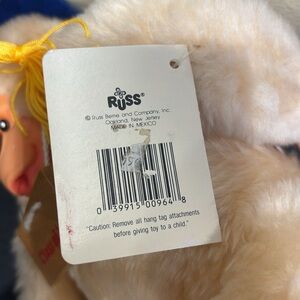 RUSS®
© Russ Berrie and Company, Inc.
Oakland, New Jersey
MADE IN MEXICO
0 39915 00964 8
"Caution: Remove all hang tag attachments
before giving toy to a child."